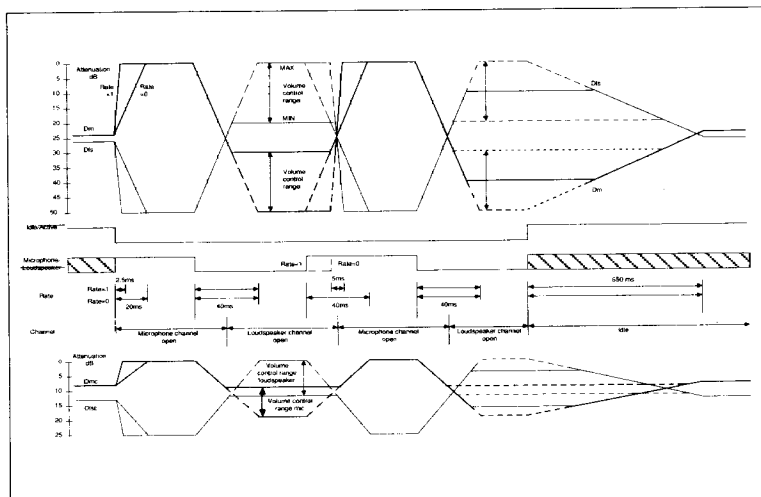 Attenuation
dB
Rate
=1
Rate
=0
0
5
10
15
20
25
30
35
40
45
50
Dm
Dls
MAX
Volume
control
range
MIN
Volume
control
range
Dls
Dm
Idle/Active
Microphone
Loudspeaker
Rate=1
Rate=0
Rate
Rate=1
Rate=0
2.5ms
20ms
40ms
5ms
40ms
40ms
550 ms
Channel
Microphone channel
open
Loudspeaker channel
open
Microphone channel
open
Loudspeaker channel
open
Idle
Attenuation
dB
0
5
10
15
20
25
Dmc
Dlsc
Volume
control range
loudspeaker
Volume control
range mic